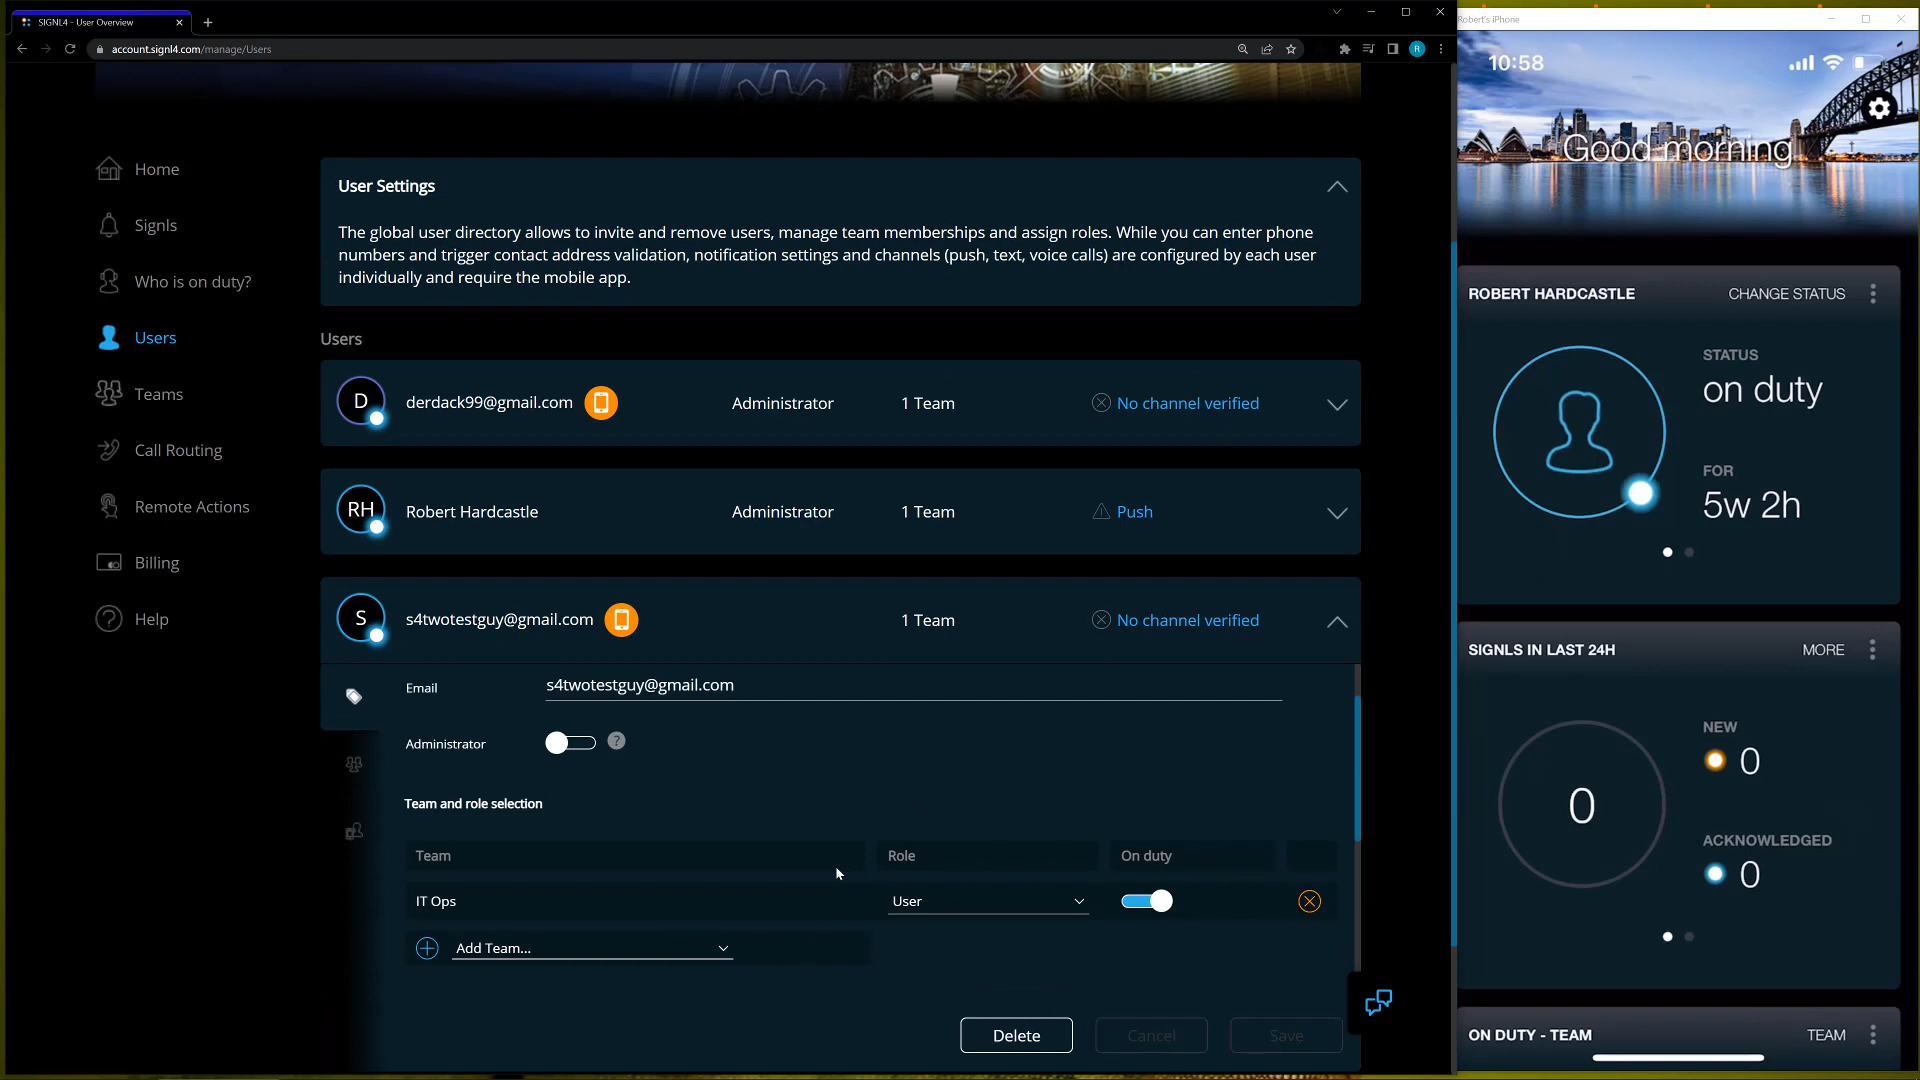 SIGNL4 - User Overview
account.signl4.com/manage/Users
R
Home
Signls
Who is on duty?
Users
Teams
Call Routing
Remote Actions
Billing
Help
User Settings
The global user directory allows to invite and remove users, manage team memberships and assign roles. While you can enter phone
numbers and trigger contact address validation, notification settings and channels (push, text, voice calls) are configured by each user
individually and require the mobile app.
Users
D derdack99@gmail.com Administrator 1 Team No channel verified
RH Robert Hardcastle Administrator 1 Team Push
S s4twotestguy@gmail.com 1 Team No channel verified
Email s4twotestguy@gmail.com
Administrator ?
Team and role selection
Team Role On duty
IT Ops User
Add Team...
Delete Cancel Save
Robert's iPhone
10:58
Good morning
ROBERT HARDCASTLE CHANGE STATUS
STATUS
on duty
FOR
5w 2h
SIGNLS IN LAST 24H MORE
NEW
0
0
ACKNOWLEDGED
0
ON DUTY - TEAM TEAM